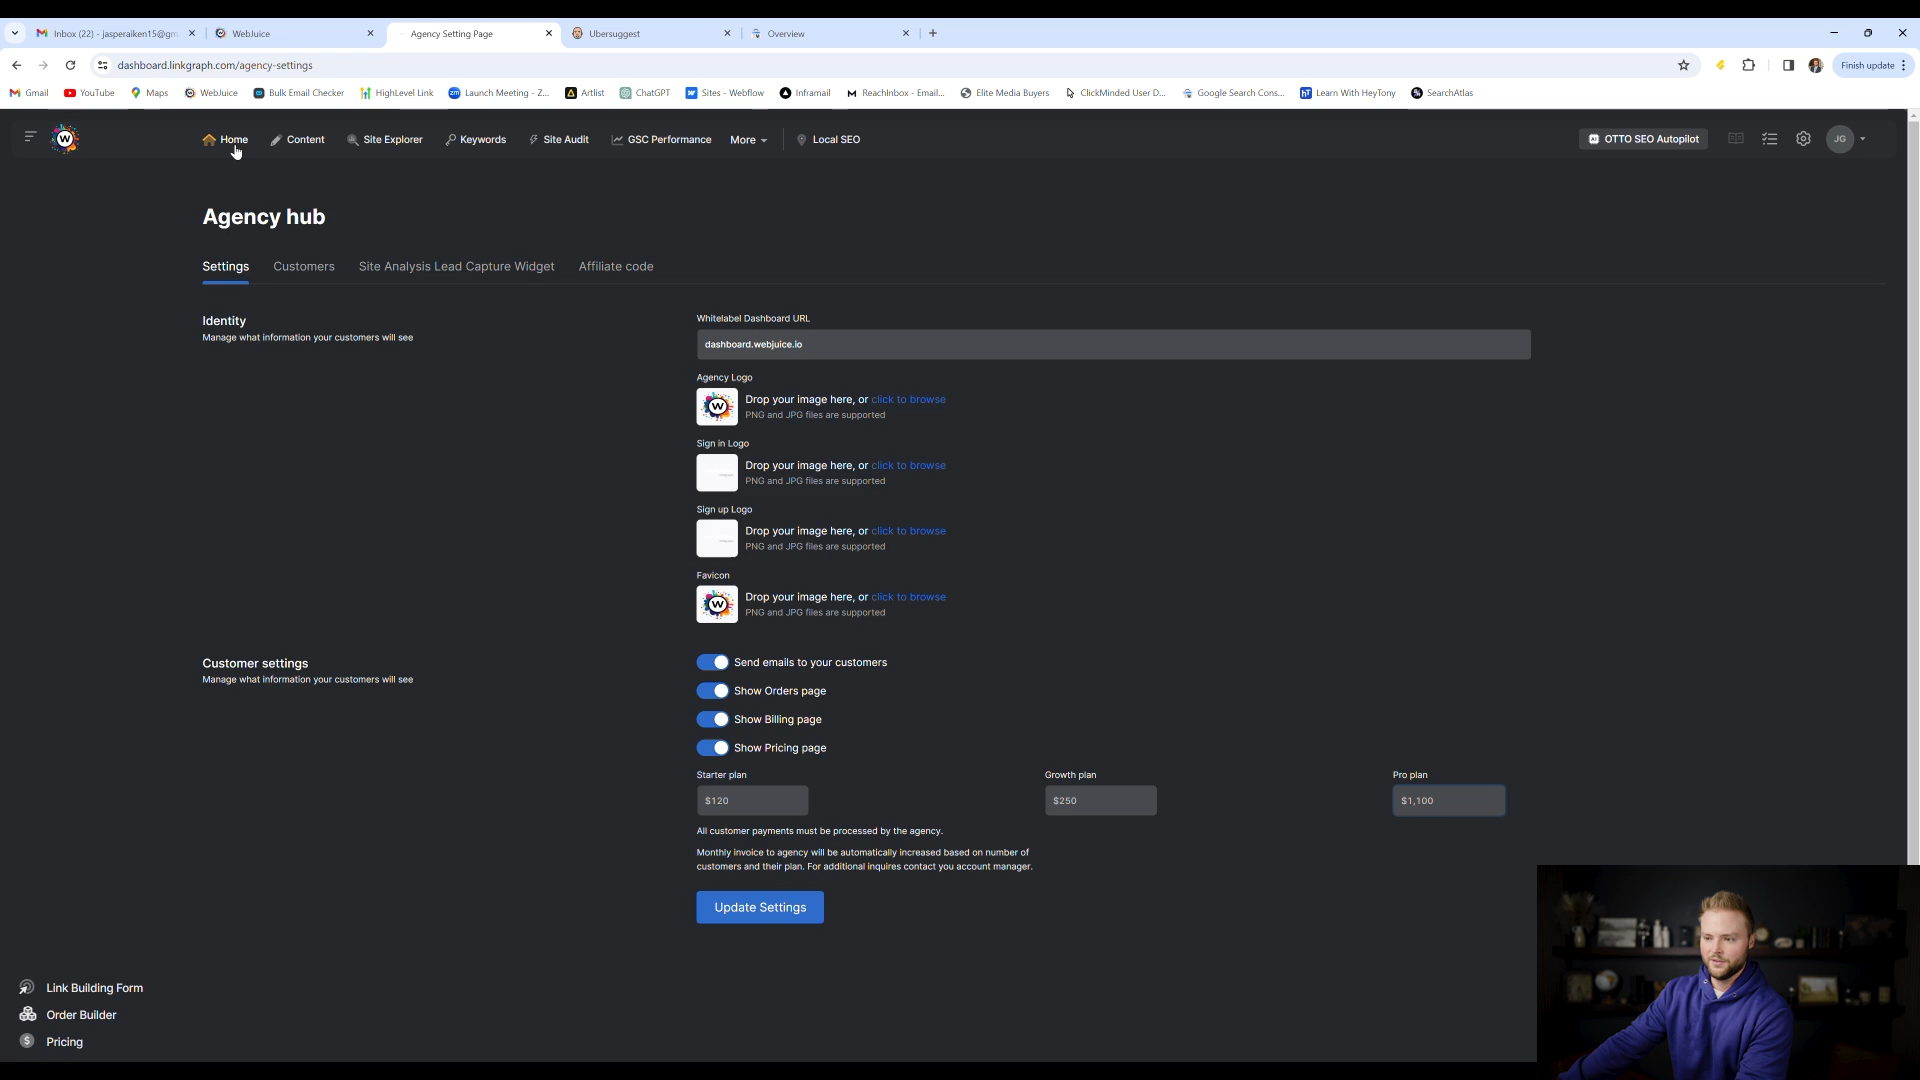 Inbox (22) - jasperaiken15@gm
WebJuice
Agency Setting Page
Ubersuggest
Overview
dashboard.linkgraph.com/agency-settings
Finish update
Gmail
YouTube
Maps
WebJuice
Bulk Email Checker
HighLevel Link
Launch Meeting - Z...
Artlist
ChatGPT
Sites - Webflow
Inframail
ReachInbox - Email...
Elite Media Buyers
ClickMinded User D...
Google Search Cons...
Learn With HeyTony
SearchAtlas
W
Home
Content
Site Explorer
Keywords
Site Audit
GSC Performance
More
Local SEO
OTTO SEO Autopilot
JG
Agency hub
Settings
Customers
Site Analysis Lead Capture Widget
Affiliate code
Identity
Manage what information your customers will see
Whitelabel Dashboard URL
dashboard.webjuice.io
Agency Logo
W
Drop your image here, or click to browse
PNG and JPG files are supported
Sign in Logo
Drop your image here, or click to browse
PNG and JPG files are supported
Sign up Logo
Drop your image here, or click to browse
PNG and JPG files are supported
Favicon
W
Drop your image here, or click to browse
PNG and JPG files are supported
Customer settings
Manage what information your customers will see
Send emails to your customers
Show Orders page
Show Billing page
Show Pricing page
Starter plan
Growth plan
Pro plan
$120
$250
$1,100
All customer payments must be processed by the agency.
Monthly invoice to agency will be automatically increased based on number of
customers and their plan. For additional inquires contact you account manager.
Update Settings
Link Building Form
Order Builder
Pricing